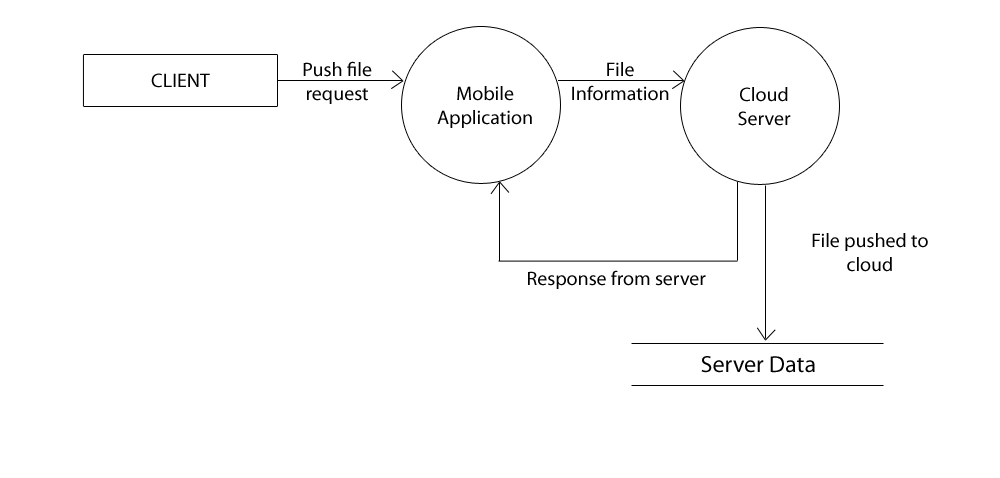 CLIENT
Push file
request
Mobile
Application
File
Information
Cloud
Server
File pushed to
cloud
Response from server
Server Data